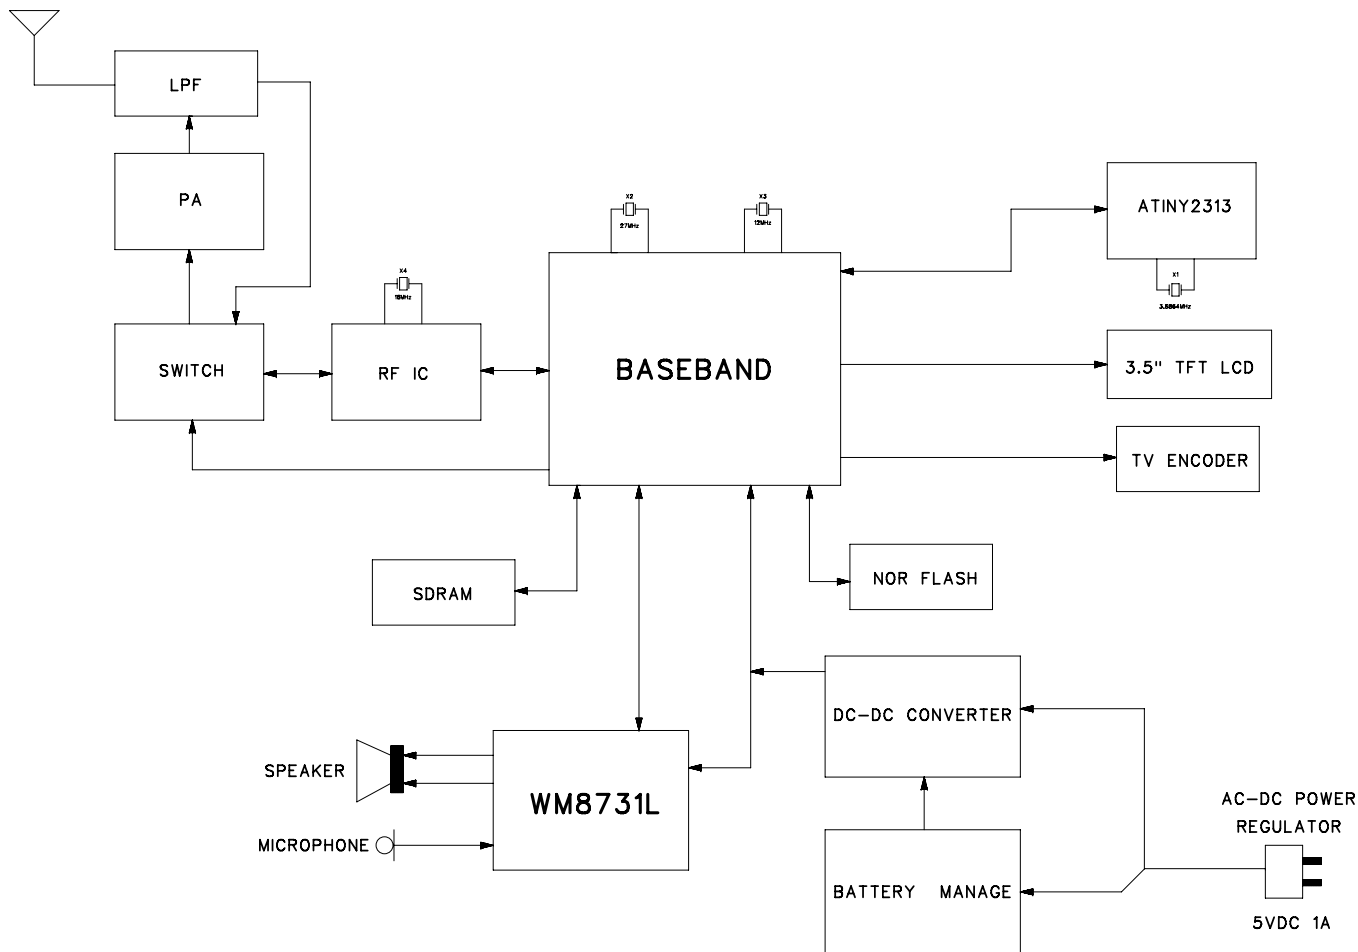 LPF
PA
X2
27MHz
X3
12MHz
ATINY2313
X1
3.6864MHz
X4
SWITCH
RF IC
BASEBAND
3.5" TFT LCD
TV ENCODER
SDRAM
NOR FLASH
DC-DC CONVERTER
SPEAKER
WM8731L
MICROPHONE
AC-DC POWER
REGULATOR
BATTERY MANAGE
5VDC 1A